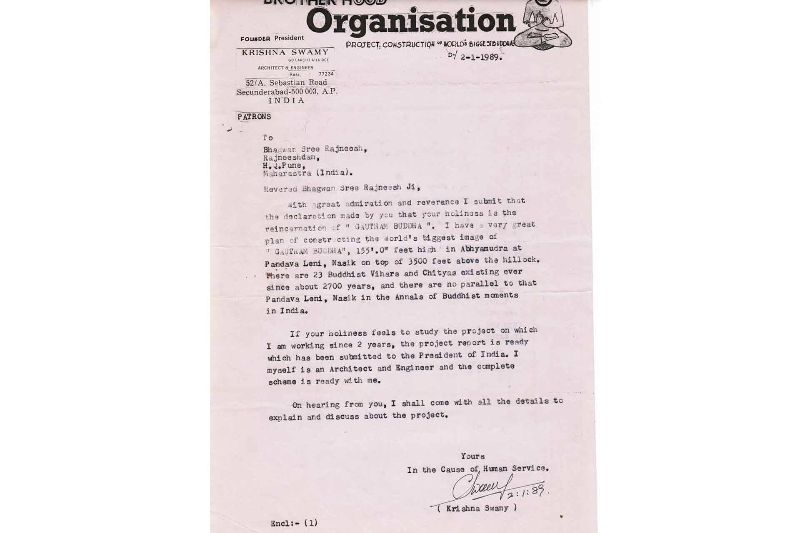 BROTHER HOOD
Organisation
PROJECT, CONSTRUCTION OF WORLD'S BIGGEST BUDDHA
FOUNDER President
KRISHNA SWAMY
ARCHITECT & ENGINEER
77234
52/A, Sebastian Road
Secunderabad-500 003, A.P.
INDIA
Dt 2-1-1989.
PATRONS
To
Bhagwan Sree Rajneesh,
Rajneeshdam,
Pune,
Maharastra (India).
Revered Bhagwan Sree Rajneesh Ji,
With great admiration and reverance I submit that
the declaration made by you that your holiness is the
reincarnation of " GAUTHAM BUDDHA ". I have a very great
plan of constructing the world's biggest image of
" GAUTHAM BUDDHA", 155'.0" feet high in Abhyamudra at
Pandava Leni, Nasik on top of 3500 feet above the hillock.
There are 23 Buddhist Vihars and Chityas existing ever
since about 2700 years, and there are no parallel to that
Pandava Leni, Nasik in the Annals of Buddhist moments
in India.
If your holiness feels to study the project on which
I am working since 2 years, the project report is ready
which has been submitted to the President of India. I
myself is an Architect and Engineer and the complete
scheme is ready with me.
On hearing from you, I shall come with all the details to
explain and discuss about the project.
Yours
In the Cause of Human Service.
2:1:89.
( Krishna Swamy )
Encl:- (1)